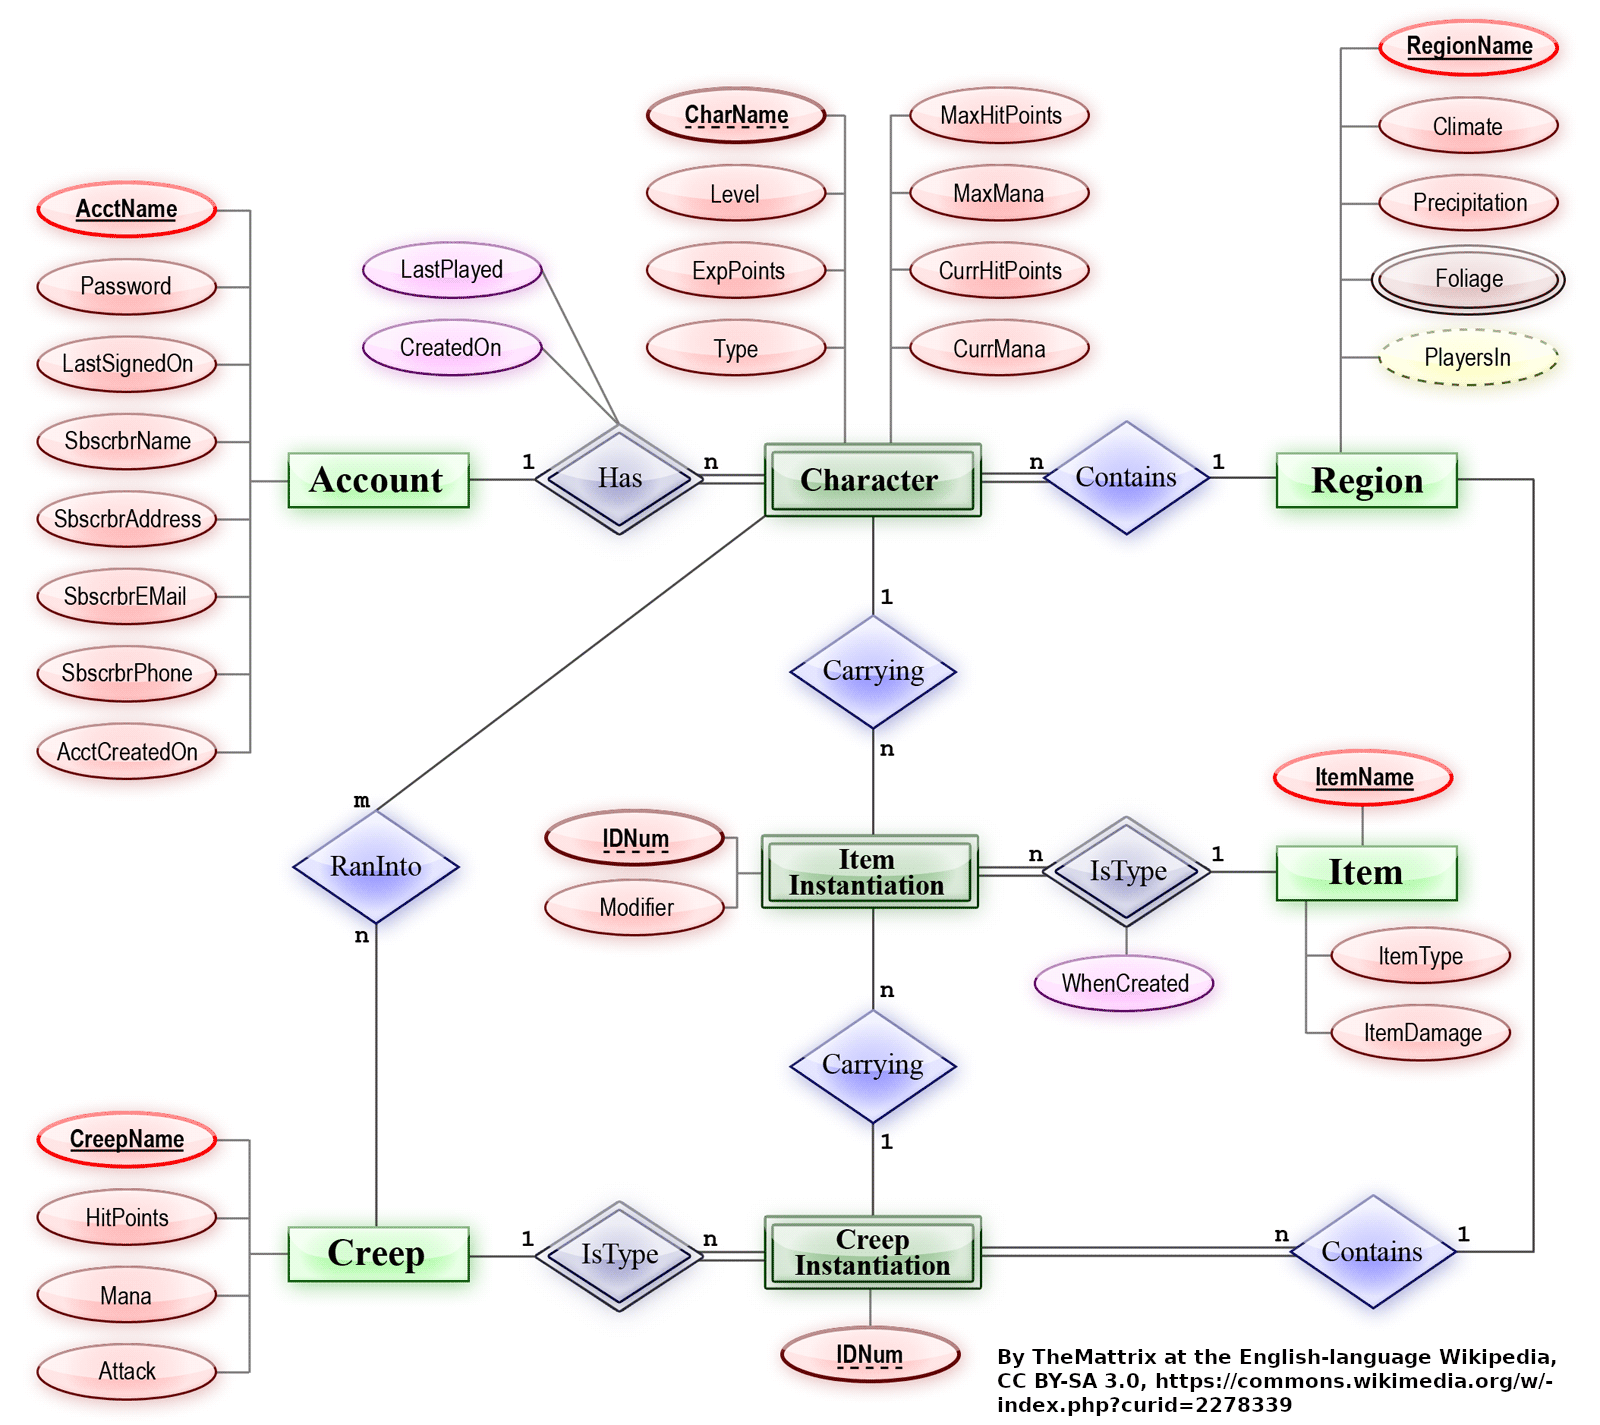 RegionName
CharName
MaxHitPoints
Climate
AcctName
Level
MaxMana
Precipitation
Password
LastPlayed
ExpPoints
CurrHitPoints
Foliage
LastSignedOn
CreatedOn
Type
CurrMana
PlayersIn
SbscrbrName
Account
1
Has
n
Character
n
Contains
1
Region
SbscrbrAddress
SbscrbrEMail
SbscrbrPhone
AcctCreatedOn
1
Carrying
n
m
RanInto
n
IDNum
Modifier
Item
Instantiation
n
IsType
1
Item
ItemName
WhenCreated
ItemType
ItemDamage
n
Carrying
1
CreepName
HitPoints
Mana
Attack
Creep
1
IsType
n
Creep
Instantiation
n
Contains
1
IDNum
By TheMattrix at the English-language Wikipedia,
CC BY-SA 3.0, https://commons.wikimedia.org/w/-
index.php?curid=2278339